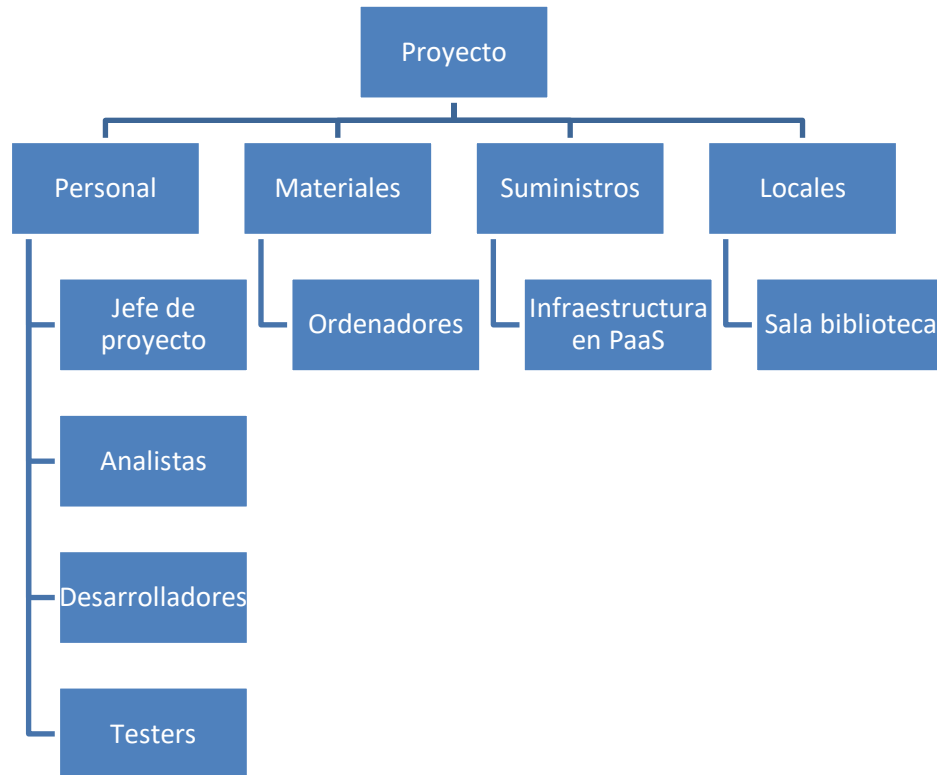 Proyecto
Personal
Materiales
Suministros
Locales
Jefe de
proyecto
Ordenadores
Infraestructura
en PaaS
Sala biblioteca
Analistas
Desarrolladores
Testers